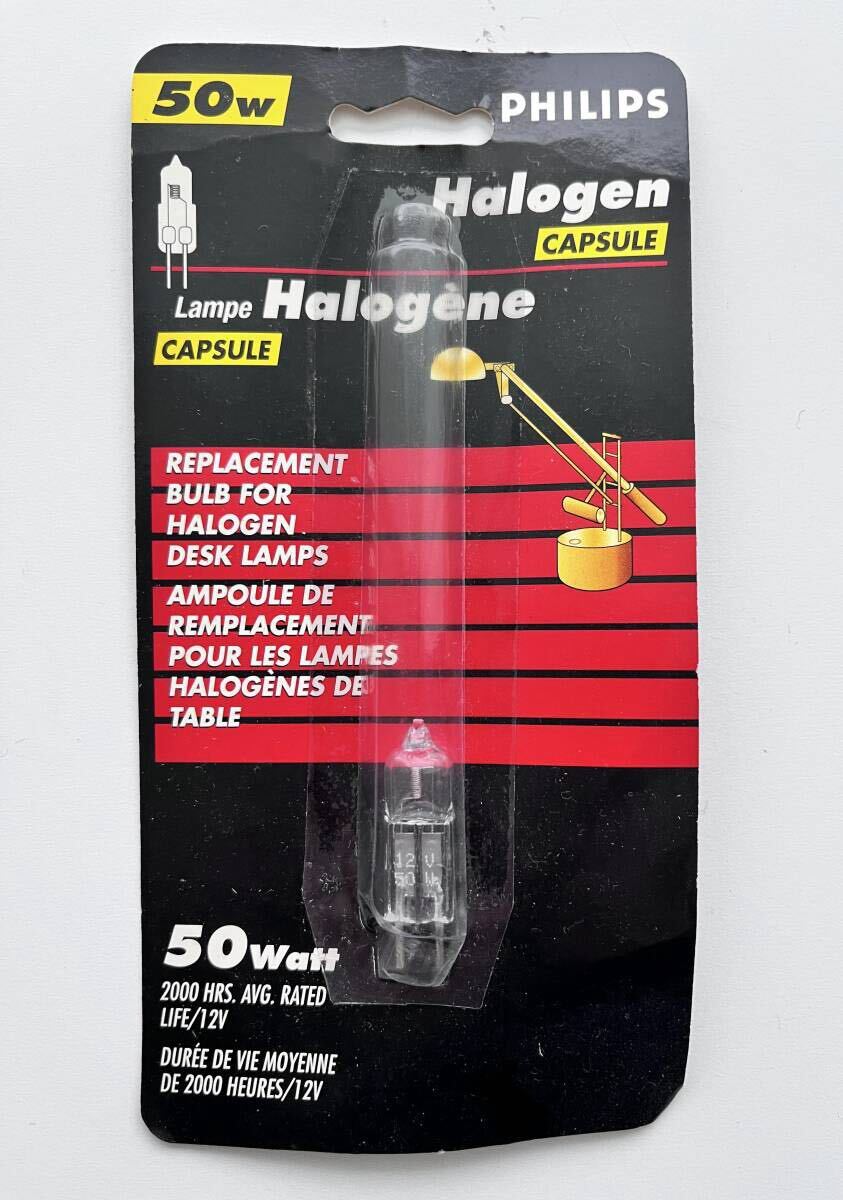 50W
PHILIPS
Halogen
CAPSULE
Lampe Halogène
CAPSULE
REPLACEMENT
BULB FOR
HALOGEN
DESK LAMPS
AMPOULE DE
REMPLACEMENT
POUR LES LAMPES
HALOGÈNES DE
TABLE
12V
50W
50Watt
2000 HRS. AVG. RATED
LIFE/12V
DURÉE DE VIE MOYENNE
DE 2000 HEURES/12V